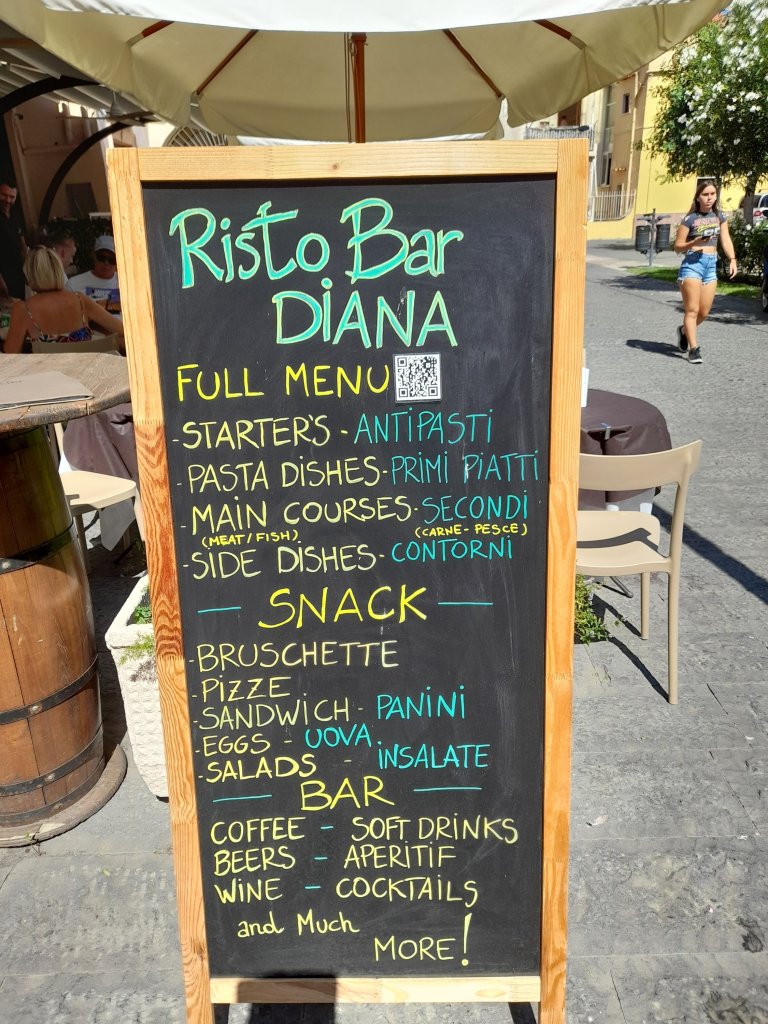 Risto Bar
DiANA
FULL MENU
-STARTER'S - ANTiPASTi
-PASTA DiSHES-PRiMi PiATTi
-MAiN COURSES-SECONDi
(MEAT/FiSH) (CARNE-PESCE)
-SiDE DiSHES-CONTORNi
— SNACK —
-BRUSCHETTE
-PiZZE
-SANDWiCH- PANiNi
-EGGS - UOVA
-SALADS - iNSALATE
— BAR —
COFFEE - SOFT DRiNKS
BEERS - APERiTiF
WiNE - COCKTAiLS
and Much
MORE!